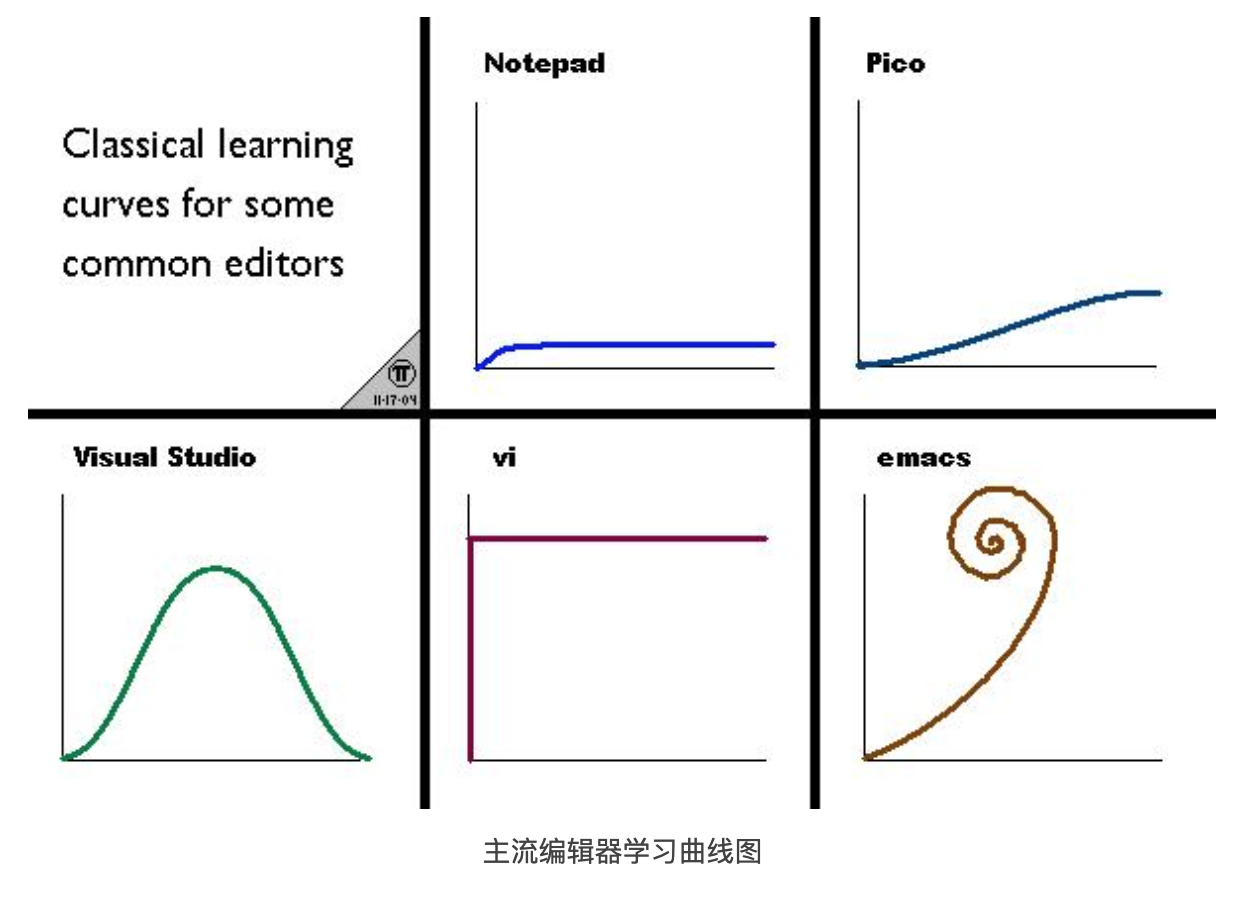 Classical learning
curves for some
common editors
11-17-04
Notepad
Pico
Visual Studio
vi
emacs
主流编辑器学习曲线图